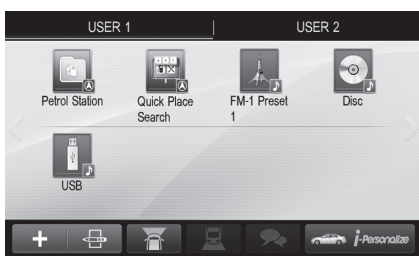 USER 1
USER 2
Petrol Station
Quick Place
Search
FM-1 Preset
1
Disc
USB
i-Personalize